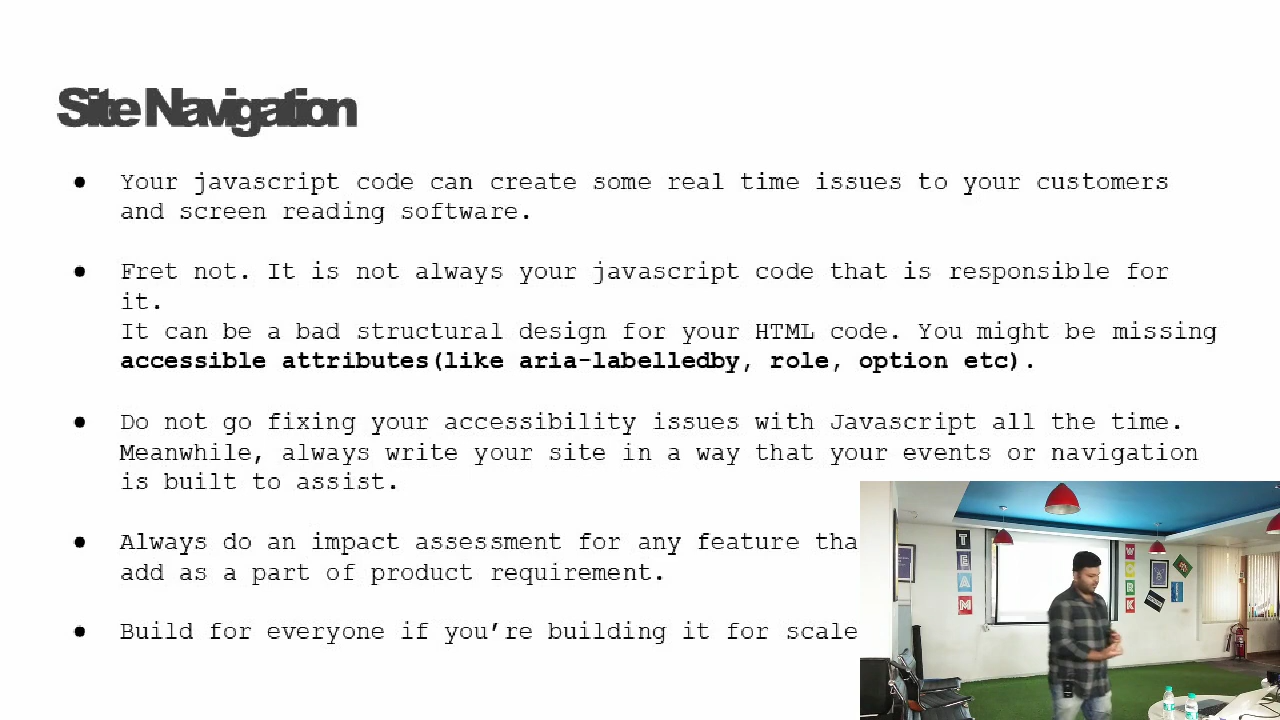 Site Navigation
● Your javascript code can create some real time issues to your customers
and screen reading software.
● Fret not. It is not always your javascript code that is responsible for
it.
It can be a bad structural design for your HTML code. You might be missing
accessible attributes(like aria-labelledby, role, option etc).
● Do not go fixing your accessibility issues with Javascript all the time.
Meanwhile, always write your site in a way that your events or navigation
is built to assist.
● Always do an impact assessment for any feature tha
add as a part of product requirement.
● Build for everyone if you’re building it for scale
TEAM
WORK